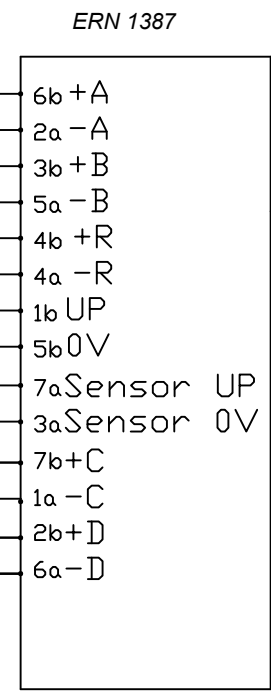 ERN 1387
6b +A
2a -A
3b +B
5a -B
4b +R
4a -R
1b UP
5b 0V
7a Sensor UP
3a Sensor 0V
7b +C
1a -C
2b +D
6a -D